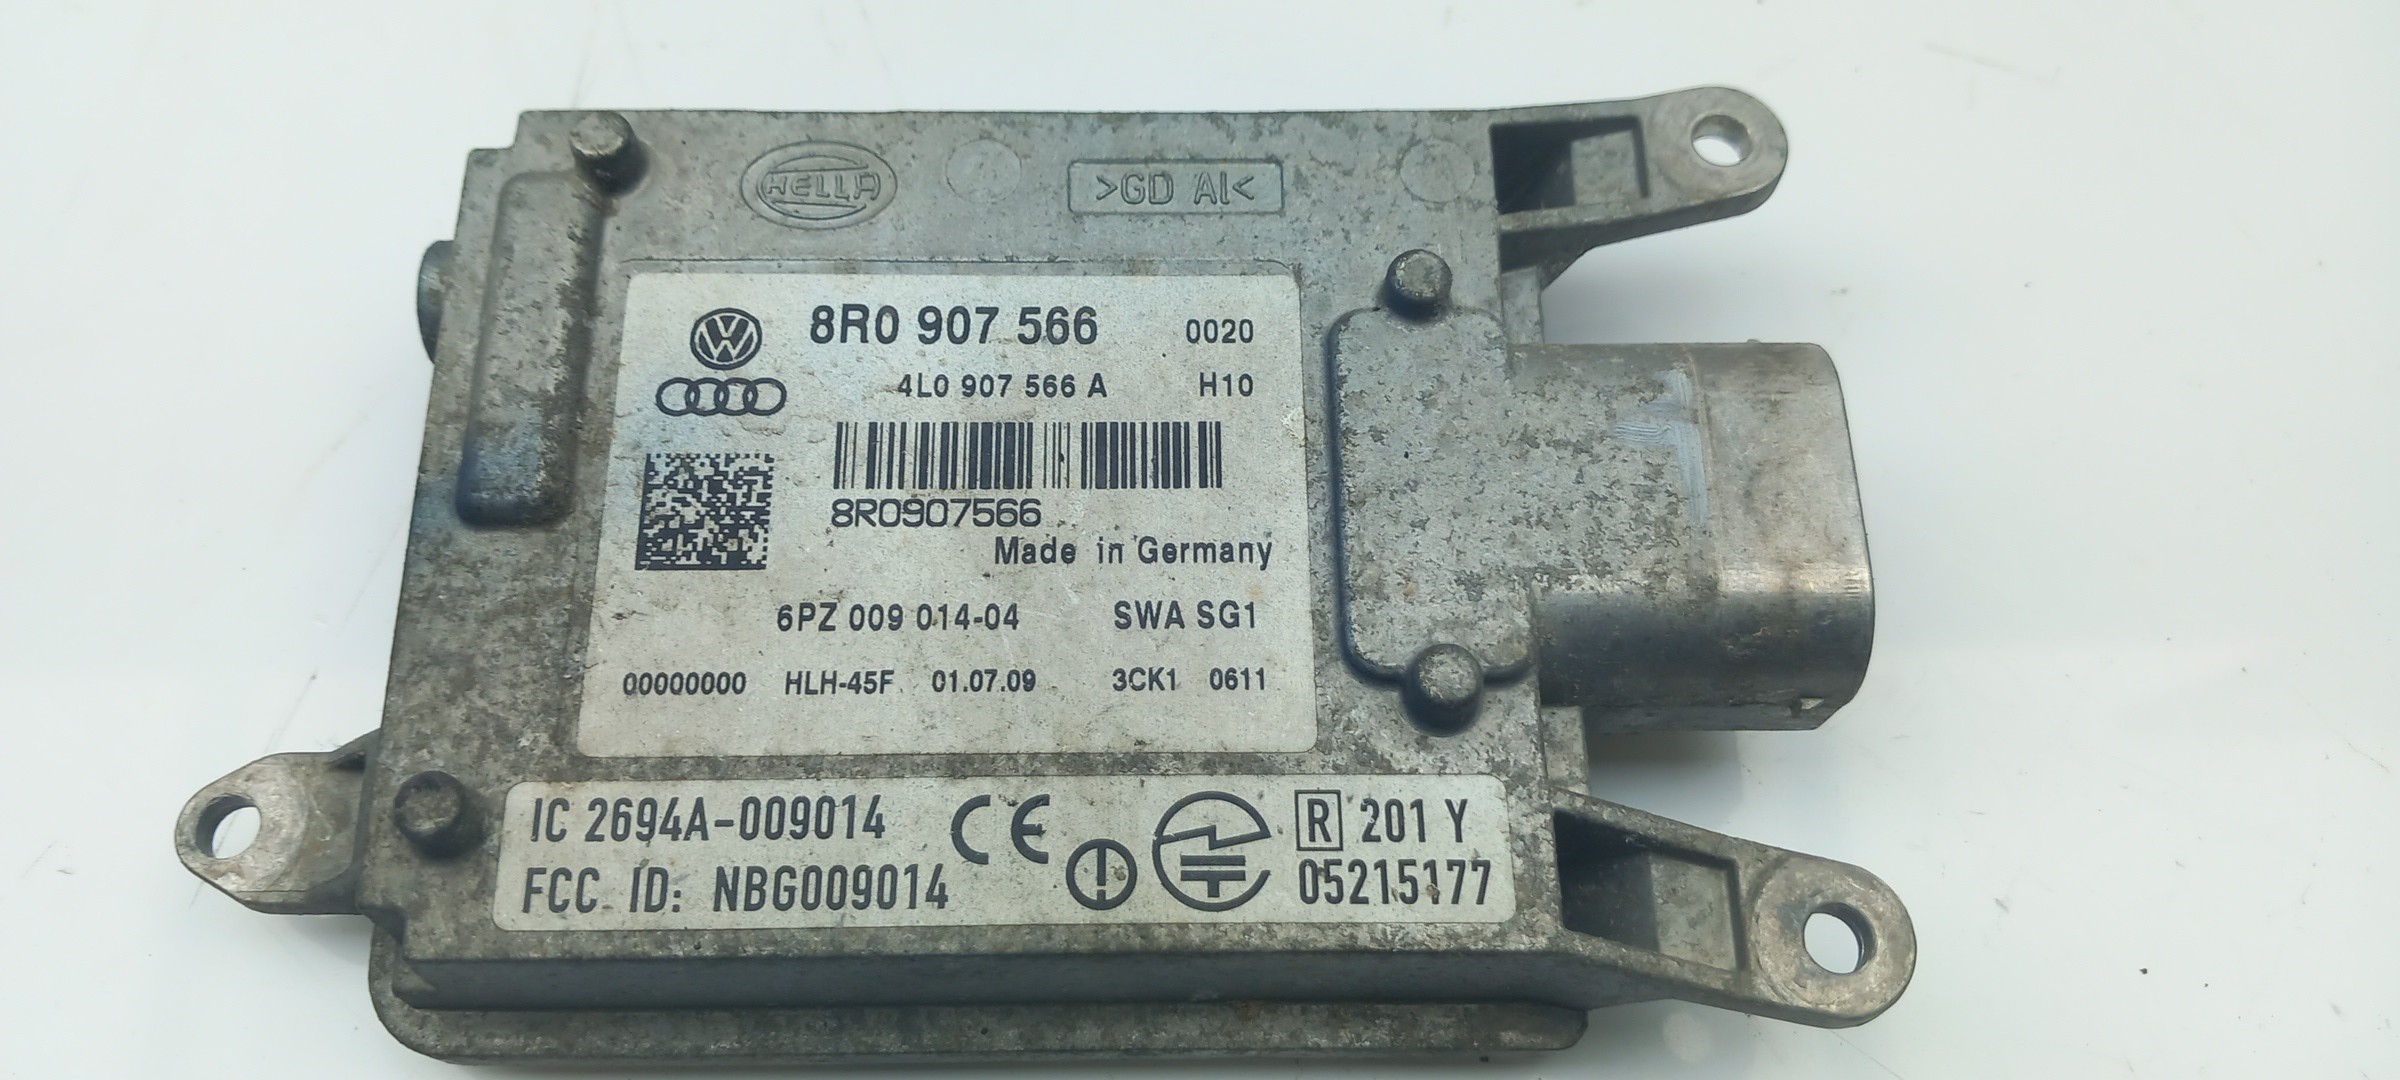 HELLA >GD Al<
8R0 907 566 0020
4L0 907 566 A H10
8R0907566
Made in Germany
6PZ 009 014-04 SWA SG1
00000000 HLH-45F 01.07.09 3CK1 0611
IC 2694A-009014 CE R 201 Y
FCC ID: NBG009014 05215177